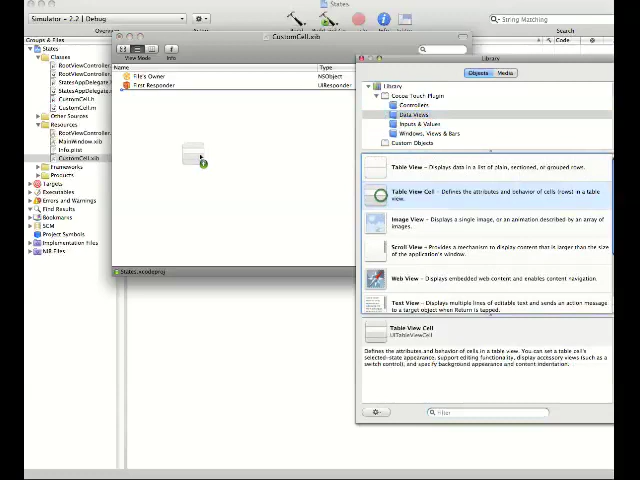 States
Simulator - 2.2 | Debug
String Matching
Build
Search
Groups & Files
Code
States
Classes
RootViewController.
RootViewController.
StatesAppDelegate.
StatesAppDelegate.
CustomCell.h
CustomCell.m
Other Sources
Resources
RootViewController.
MainWindow.xib
Info.plist
CustomCell.xib
Frameworks
Products
Targets
Executables
Errors and Warnings
Find Results
Bookmarks
SCM
Project Symbols
Implementation Files
NIB Files
CustomCell.xib
View Mode
Info
Name
Type
File's Owner
NSObject
First Responder
UIResponder
States.xcodeproj
Library
Objects
Media
Library
Cocoa Touch Plugin
Controllers
Data Views
Inputs & Values
Windows, Views & Bars
Custom Objects
Table View - Displays data in a list of plain, sectioned, or grouped rows.
Table View Cell - Defines the attributes and behavior of cells (rows) in a table
view.
Image View - Displays a single image, or an animation described by an array of
images.
Scroll View - Provides a mechanism to display content that is larger than the size
of the application's window.
Web View - Displays embedded web content and enables content navigation.
Text View - Displays multiple lines of editable text and sends an action message
to a target object when Return is tapped.
Table View Cell
UITableViewCell
Defines the attributes and behavior of cells in a table view. You can set a table cell's
selected-state appearance, support editing functionality, display accessory views (such as a
switch control), and specify background appearance and content indentation.
Filter